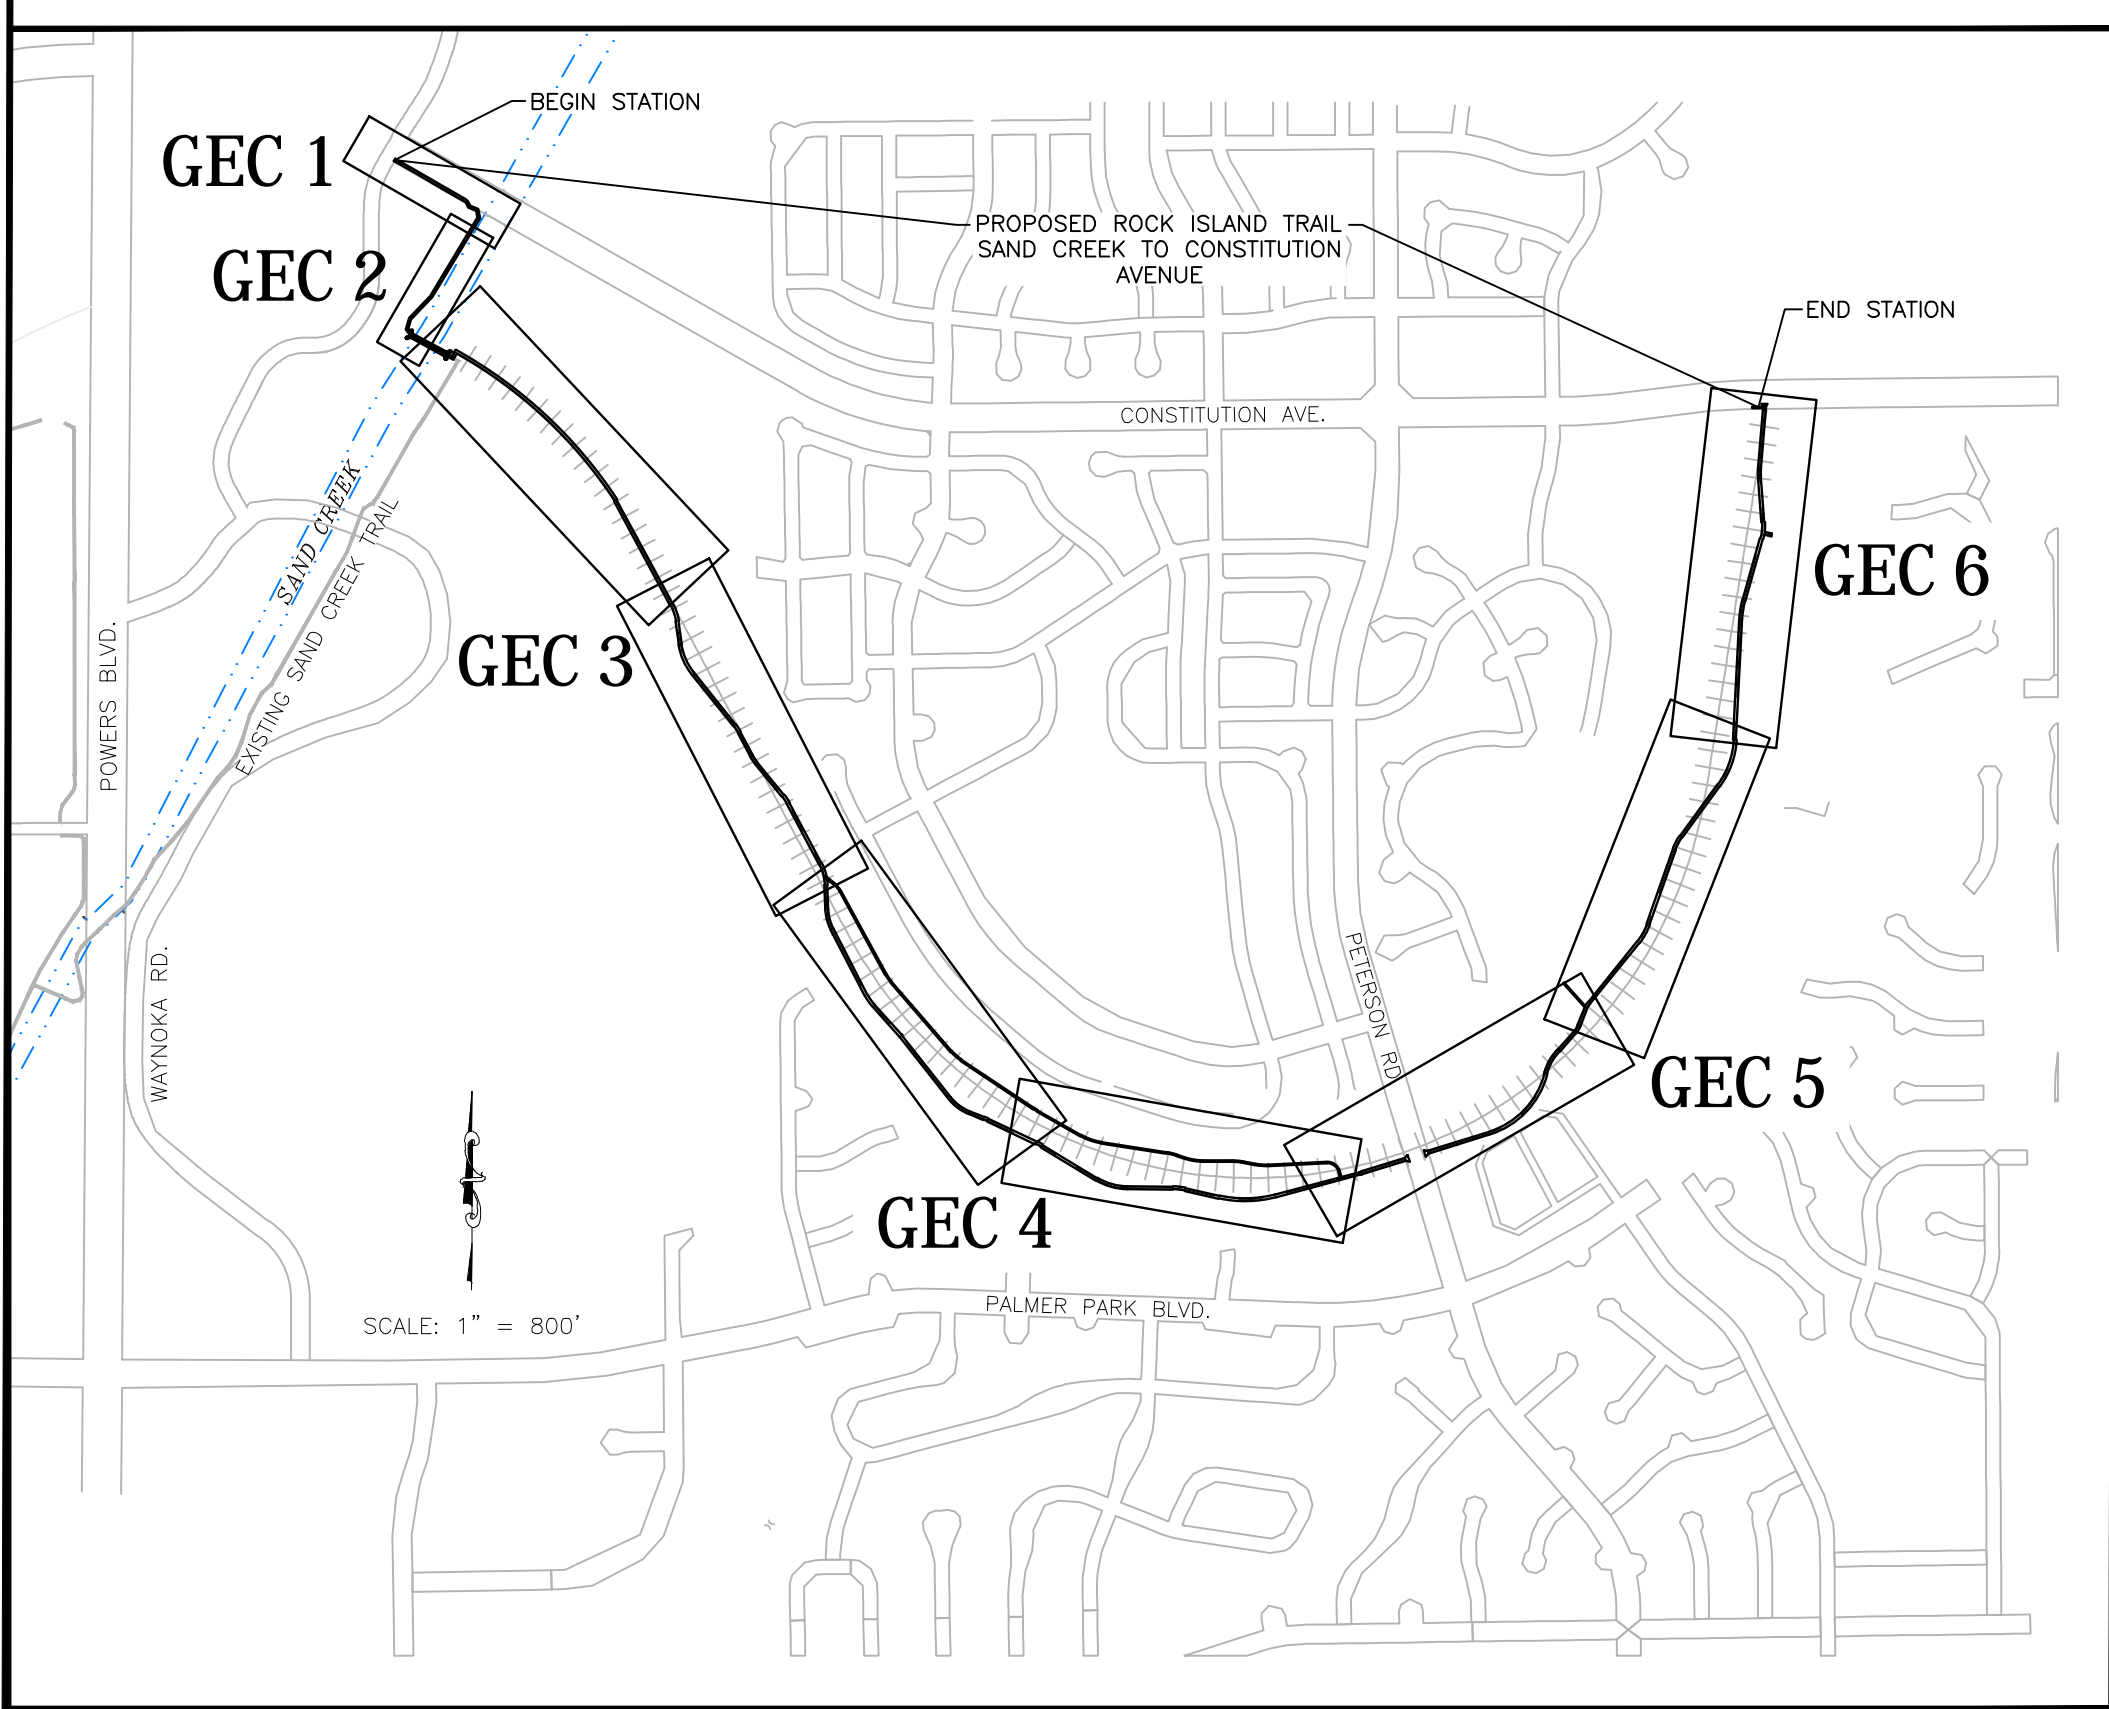 BEGIN STATION
GEC 1
PROPOSED ROCK ISLAND TRAIL
SAND CREEK TO CONSTITUTION
AVENUE
GEC 2
END STATION
CONSTITUTION AVE.
SAND CREEK
EXISTING SAND CREEK TRAIL
GEC 6
POWERS BLVD.
GEC 3
PETERSON RD
WAYNOKA RD.
GEC 5
GEC 4
PALMER PARK BLVD.
SCALE: 1" = 800'